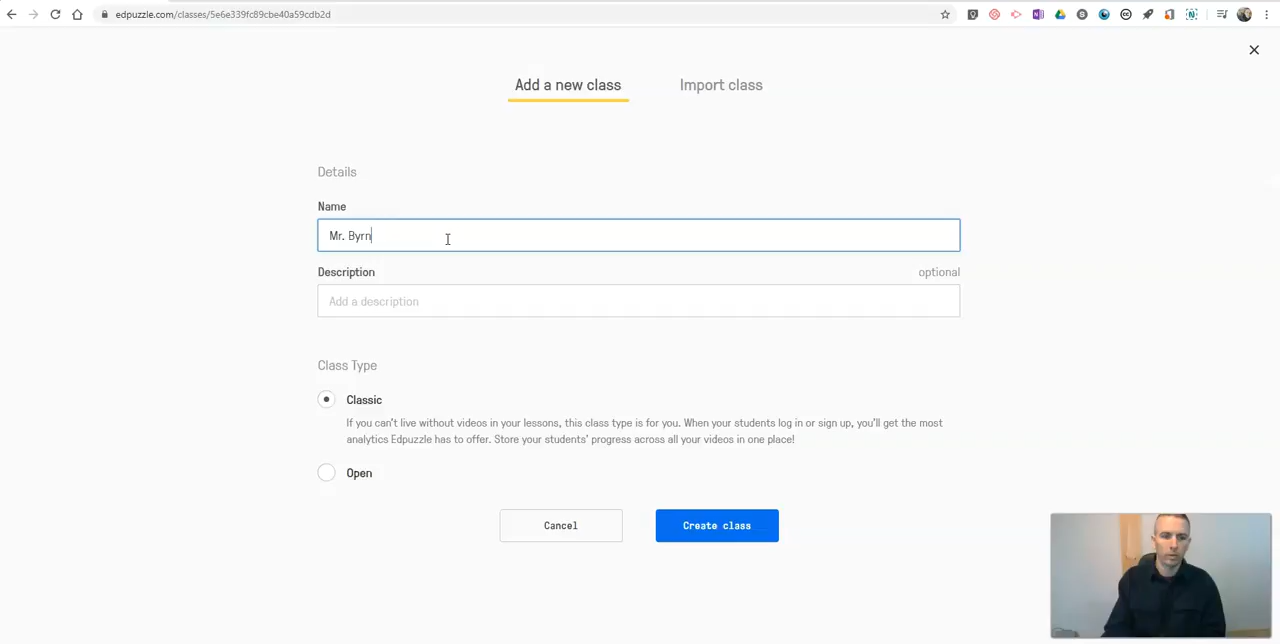 edpuzzle.com/classes/5e6e339fc89cbe40a59cdb2d
Add a new class Import class
Details
Name
Mr. Byrn
Description optional
Add a description
Class Type
Classic
If you can't live without videos in your lessons, this class type is for you. When your students log in or sign up, you'll get the most
analytics Edpuzzle has to offer. Store your students' progress across all your videos in one place!
Open
Cancel Create class